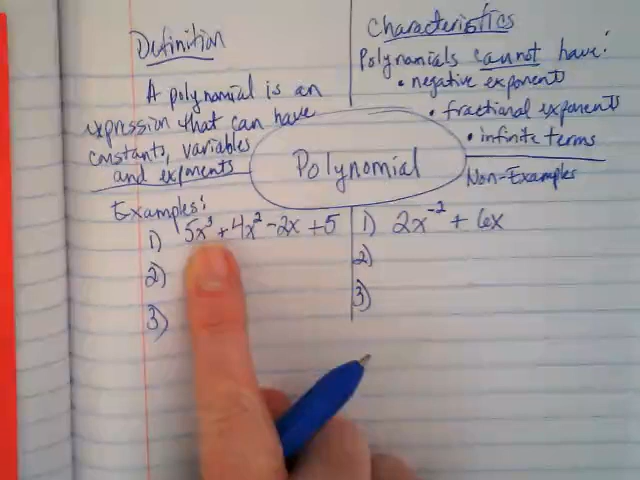 Definition
A polynomial is an
expression that can have
constants, variables
and exponents
Characteristics
Polynomials cannot have:
• negative exponents
• fractional exponents
• infinite terms
Polynomial
Examples:
1) 5x³ + 4x² - 2x + 5
2)
3)
Non-Examples
1) 2x⁻² + 6x
2)
3)